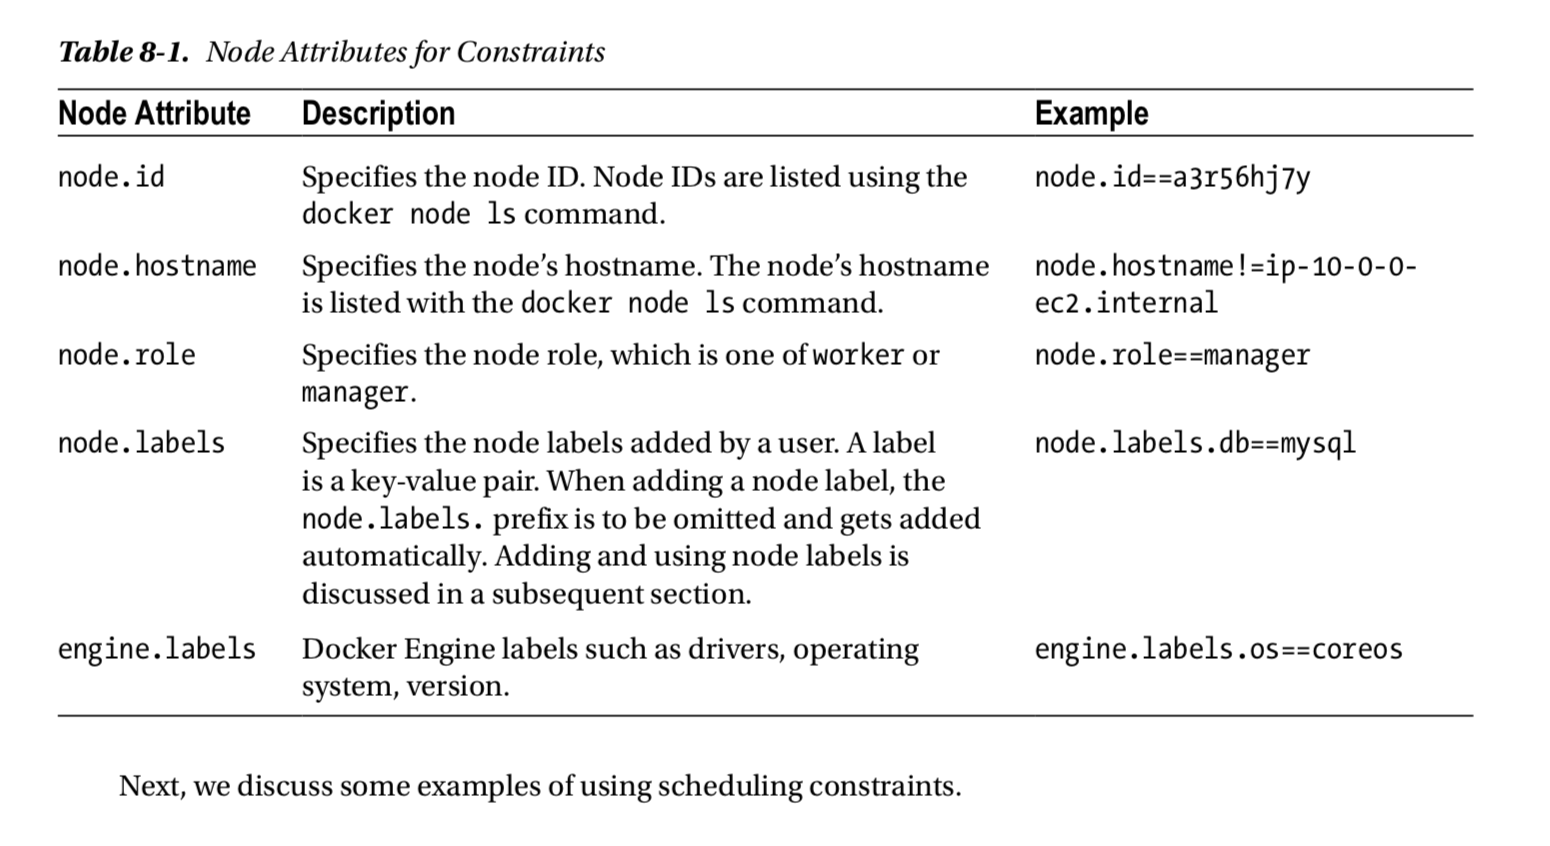 Table 8-1. Node Attributes for Constraints
Node Attribute Description Example
node.id Specifies the node ID. Node IDs are listed using the node.id==a3r56hj7y
docker node ls command.
node.hostname Specifies the node’s hostname. The node’s hostname node.hostname!=ip-10-0-0-
is listed with the docker node ls command. ec2.internal
node.role Specifies the node role, which is one of worker or node.role==manager
manager.
node.labels Specifies the node labels added by a user. A label node.labels.db==mysql
is a key-value pair. When adding a node label, the
node.labels. prefix is to be omitted and gets added
automatically. Adding and using node labels is
discussed in a subsequent section.
engine.labels Docker Engine labels such as drivers, operating engine.labels.os==coreos
system, version.
Next, we discuss some examples of using scheduling constraints.